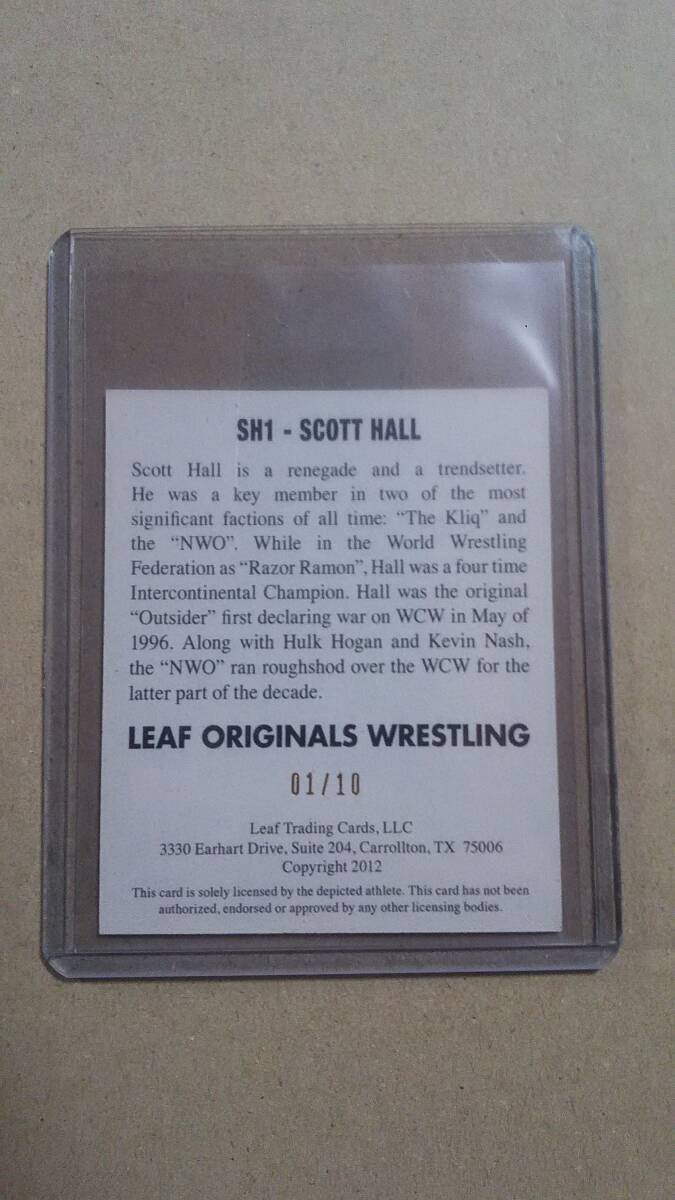 SH1 - SCOTT HALL
Scott Hall is a renegade and a trendsetter.
He was a key member in two of the most
significant factions of all time: “The Kliq” and
the “NWO”. While in the World Wrestling
Federation as “Razor Ramon”, Hall was a four time
Intercontinental Champion. Hall was the original
“Outsider” first declaring war on WCW in May of
1996. Along with Hulk Hogan and Kevin Nash,
the “NWO” ran roughshod over the WCW for the
latter part of the decade.
LEAF ORIGINALS WRESTLING
01/10
Leaf Trading Cards, LLC
3330 Earhart Drive, Suite 204, Carrollton, TX 75006
Copyright 2012
This card is solely licensed by the depicted athlete. This card has not been
authorized, endorsed or approved by any other licensing bodies.